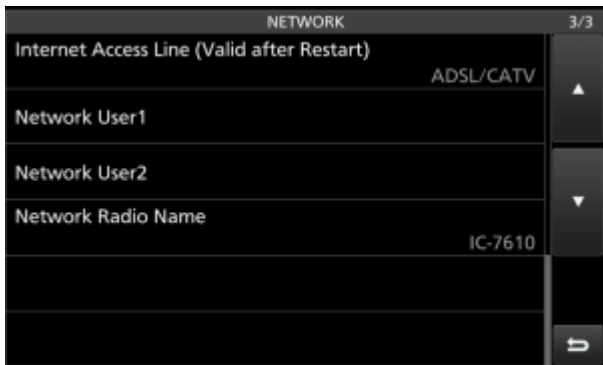 NETWORK 3/3
Internet Access Line (Valid after Restart)
ADSL/CATV
Network User1
Network User2
Network Radio Name
IC-7610